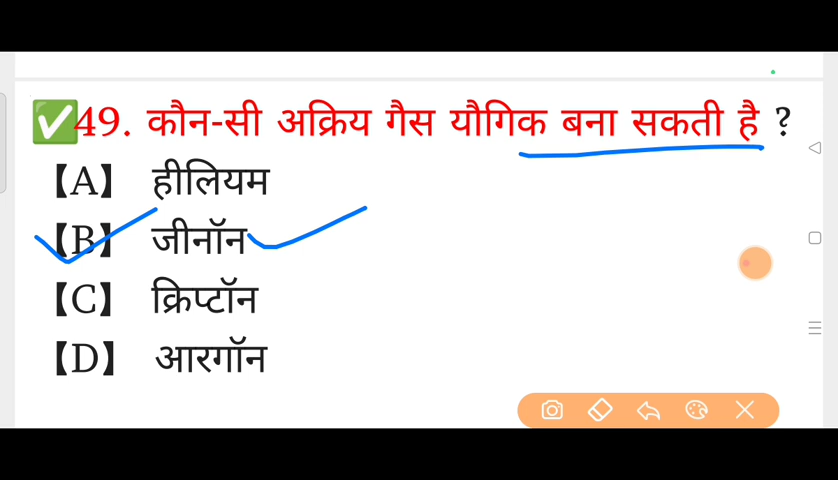 ✅49. कौन-सी अक्रिय गैस यौगिक बना सकती है ?
【A】 हीलियम
【B】 जीनॉन
【C】 क्रिप्टॉन
【D】 आरगॉन